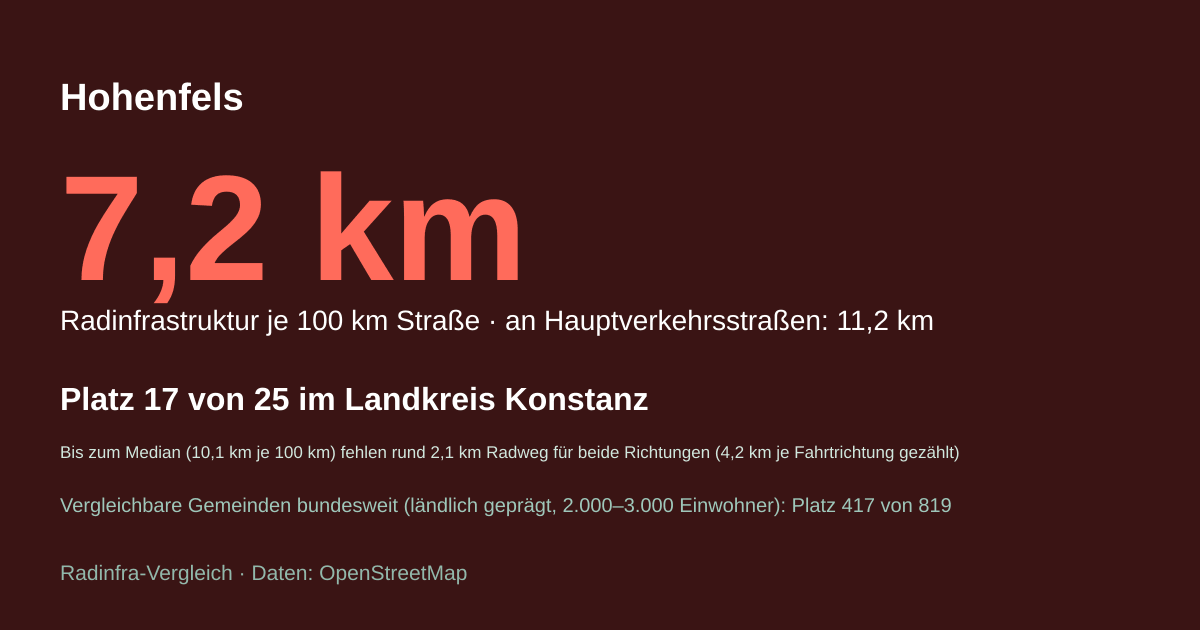 Hohenfels
7,2 km
Radinfrastruktur je 100 km Straße · an Hauptverkehrsstraßen: 11,2 km
Platz 17 von 25 im Landkreis Konstanz
Bis zum Median (10,1 km je 100 km) fehlen rund 2,1 km Radweg für beide Richtungen (4,2 km je Fahrtrichtung gezählt)
Vergleichbare Gemeinden bundesweit (ländlich geprägt, 2.000–3.000 Einwohner): Platz 417 von 819
Radinfra-Vergleich · Daten: OpenStreetMap